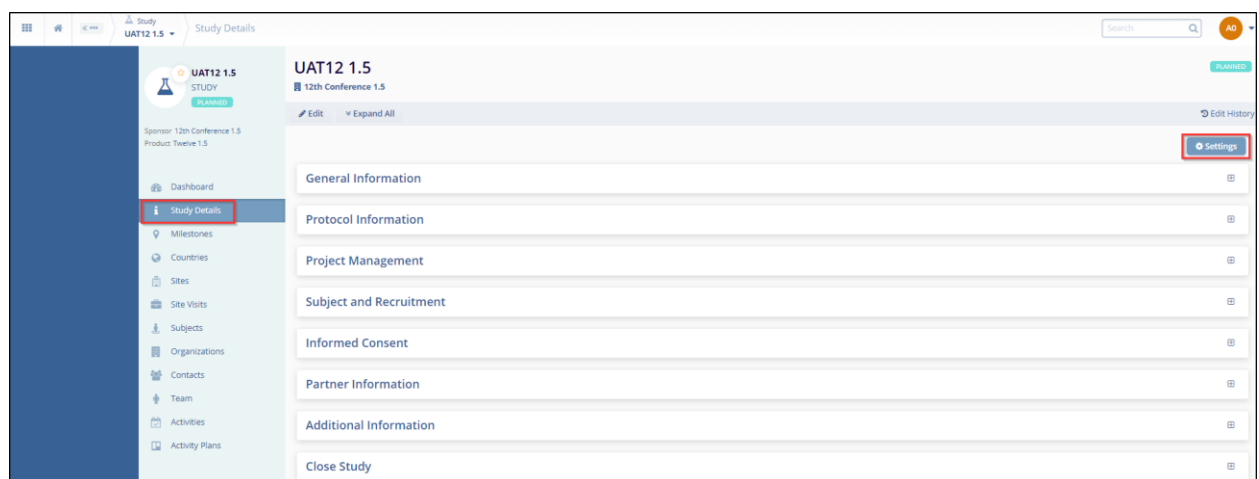 Study
UAT12 1.5
Study Details
Search
AO
UAT12 1.5
STUDY
PLANNED
Sponsor 12th Conference 1.5
Product Twelve 1.5
Dashboard
Study Details
Milestones
Countries
Sites
Site Visits
Subjects
Organizations
Contacts
Team
Activities
Activity Plans
UAT12 1.5
PLANNED
12th Conference 1.5
Edit
Expand All
Edit History
Settings
General Information
Protocol Information
Project Management
Subject and Recruitment
Informed Consent
Partner Information
Additional Information
Close Study